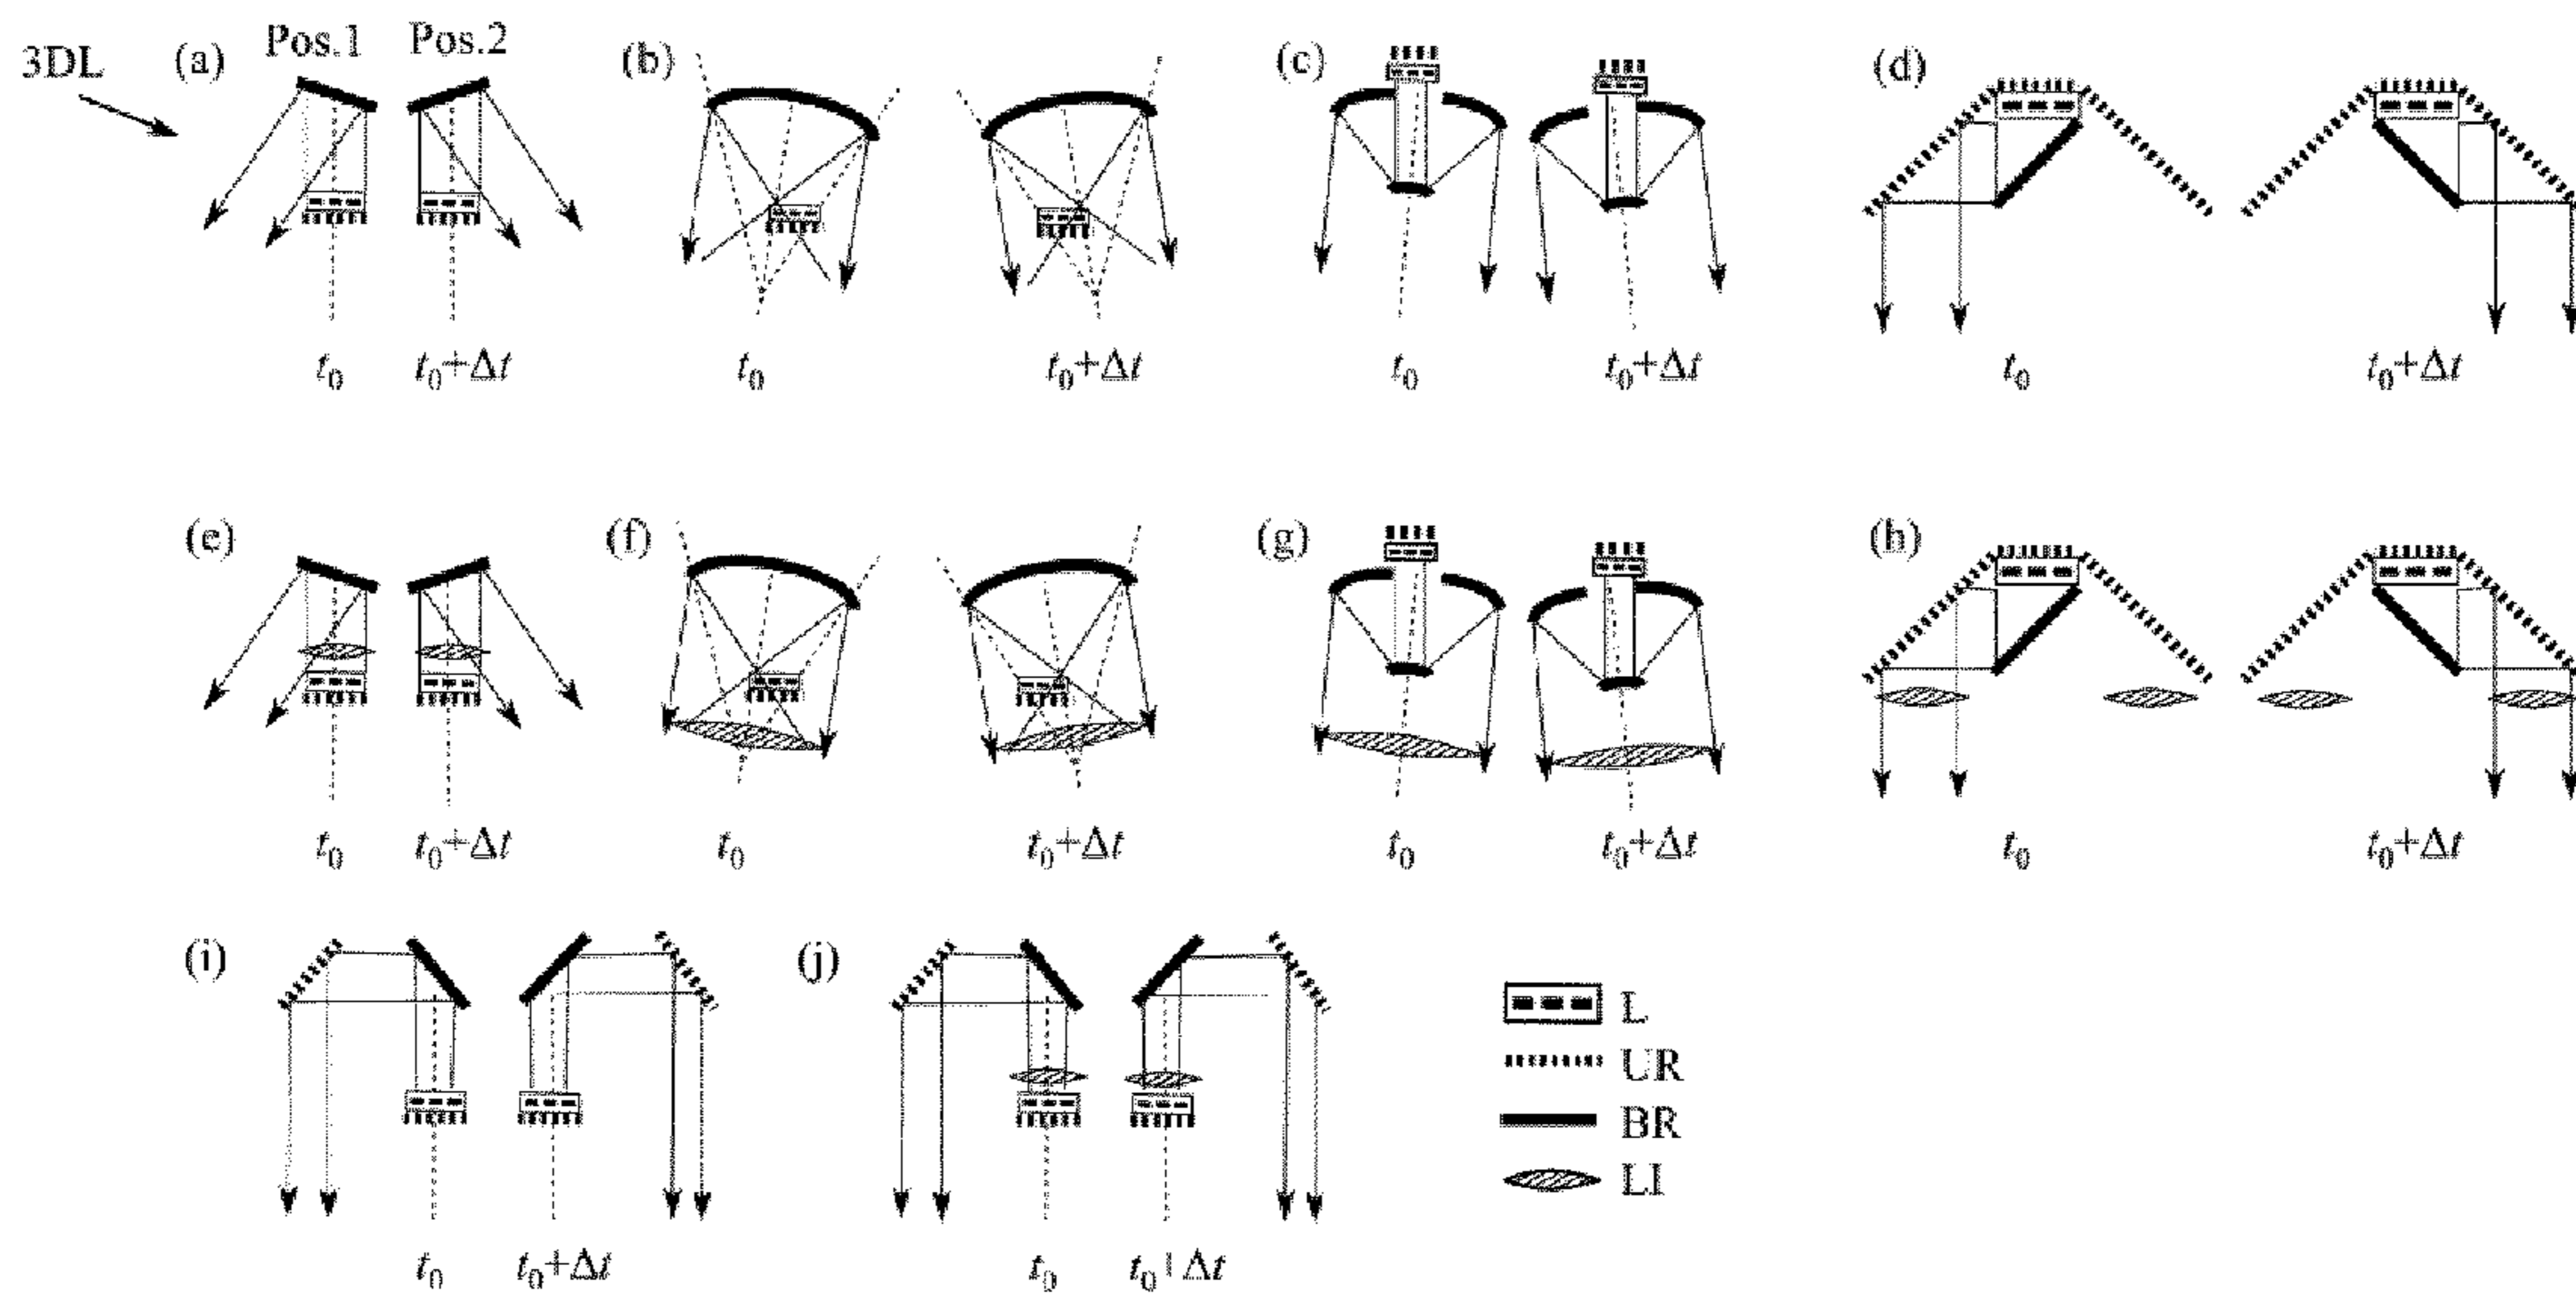 3DL
(a) Pos.1 Pos.2
(b)
(c)
(d)
t₀ t₀+Δt
t₀ t₀+Δt
t₀ t₀+Δt
t₀ t₀+Δt
(e)
(f)
(g)
(h)
t₀ t₀+Δt
t₀ t₀+Δt
t₀ t₀+Δt
t₀ t₀+Δt
(i)
(j)
t₀ t₀+Δt
t₀ t₀+Δt
L
UR
BR
LI